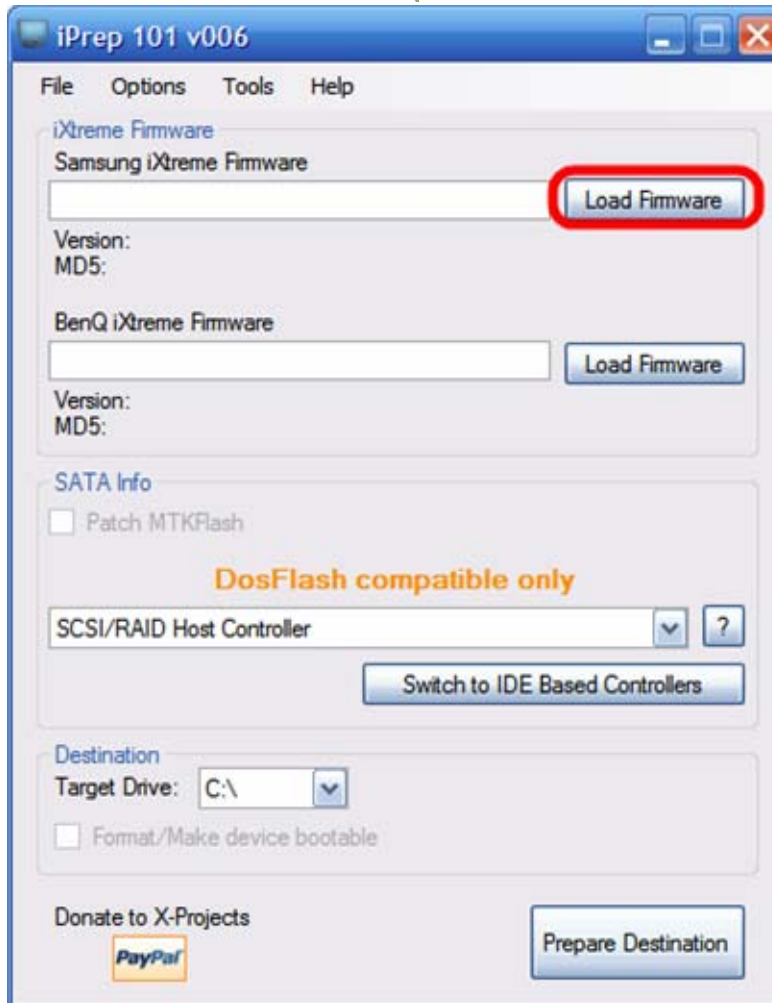 iPrep 101 v006
File Options Tools Help
iXtreme Firmware
Samsung iXtreme Firmware
Load Firmware
Version:
MD5:
BenQ iXtreme Firmware
Load Firmware
Version:
MD5:
SATA Info
Patch MTKFlash
DosFlash compatible only
SCSI/RAID Host Controller
?
Switch to IDE Based Controllers
Destination
Target Drive: C:\
Format/Make device bootable
Donate to X-Projects
PayPal
Prepare Destination